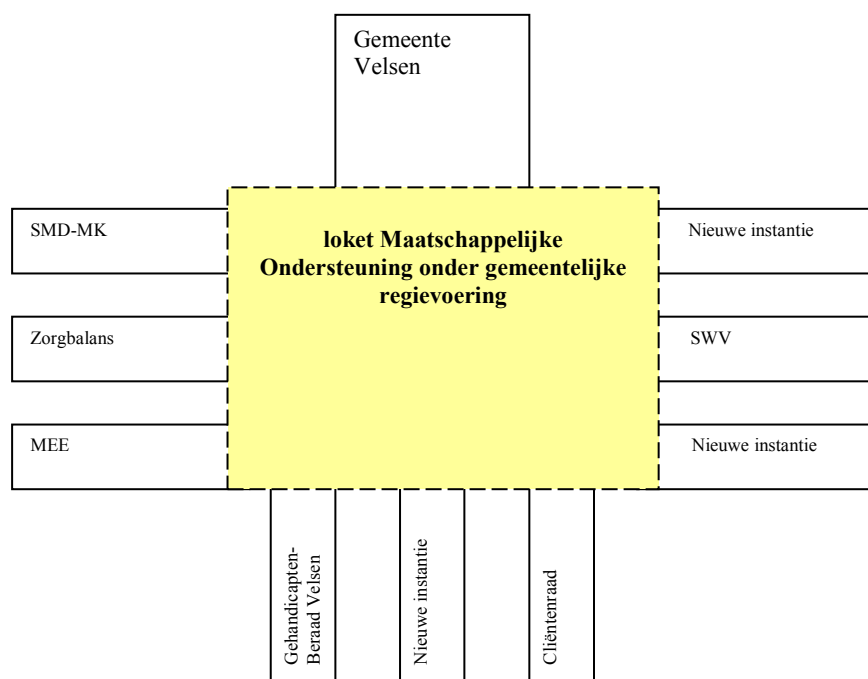 Gemeente
Velsen
SMD-MK
loket Maatschappelijke
Ondersteuning onder gemeentelijke
regievoering
Nieuwe instantie
Zorgbalans
SWV
MEE
Nieuwe instantie
Gehandicapten-
Beraad Velsen
Nieuwe instantie
Cliëntenraad